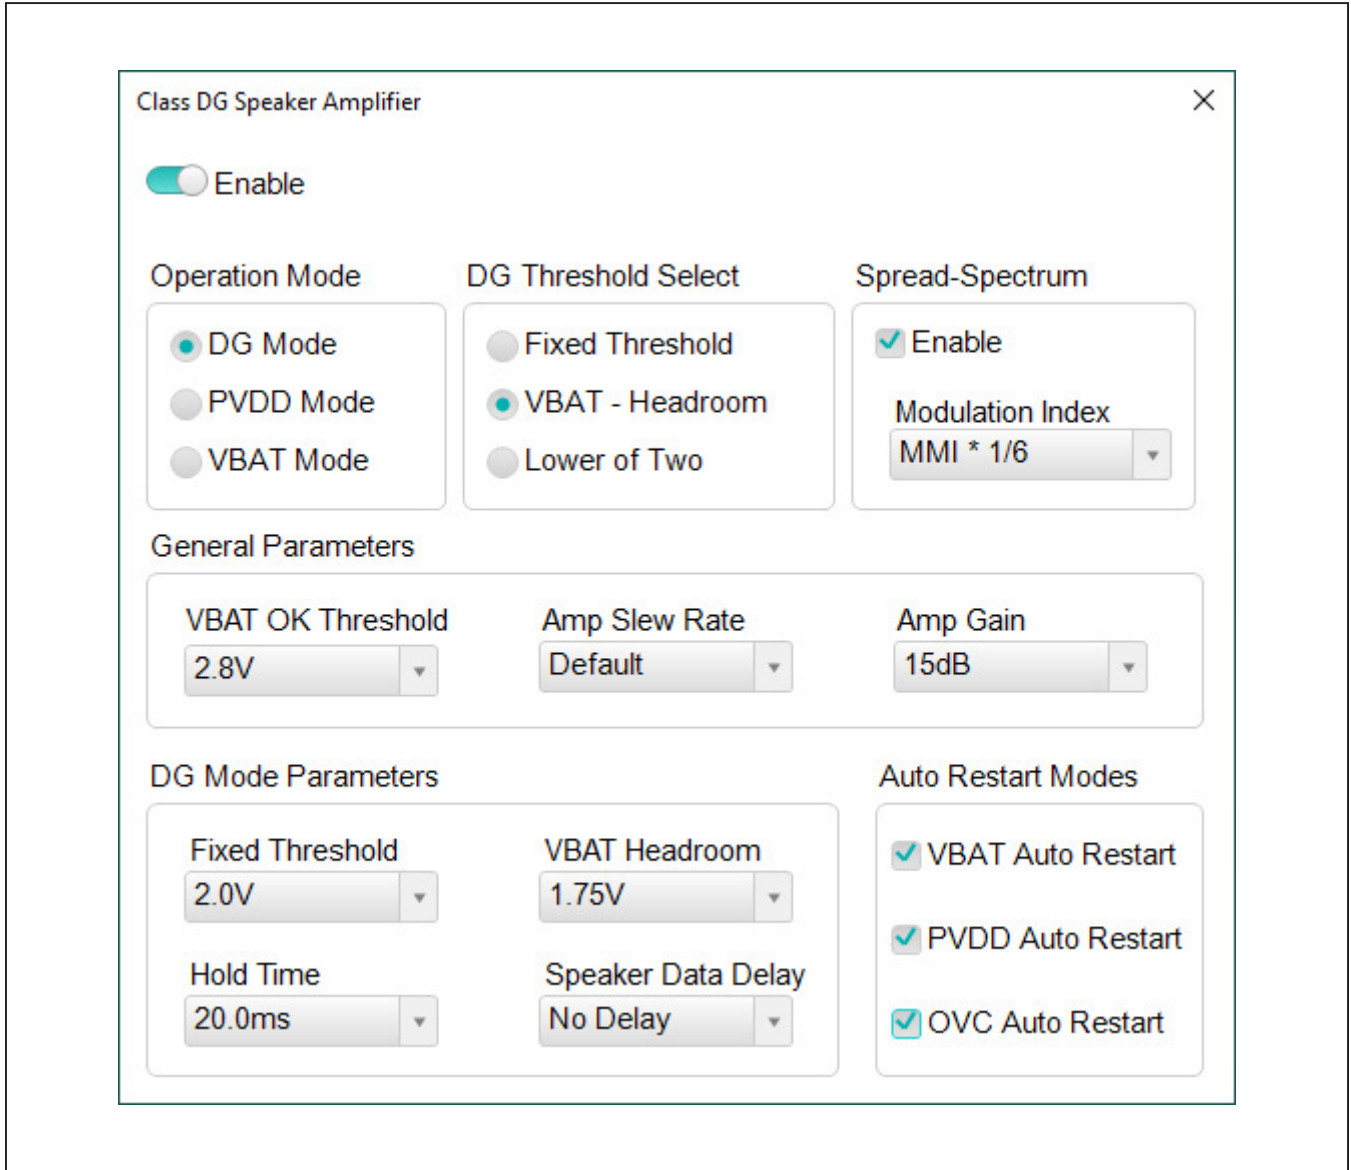 Class DG Speaker Amplifier
Enable
Operation Mode
DG Mode
PVDD Mode
VBAT Mode
DG Threshold Select
Fixed Threshold
VBAT - Headroom
Lower of Two
Spread-Spectrum
Enable
Modulation Index
MMI * 1/6
General Parameters
VBAT OK Threshold
2.8V
Amp Slew Rate
Default
Amp Gain
15dB
DG Mode Parameters
Fixed Threshold
2.0V
VBAT Headroom
1.75V
Hold Time
20.0ms
Speaker Data Delay
No Delay
Auto Restart Modes
VBAT Auto Restart
PVDD Auto Restart
OVC Auto Restart